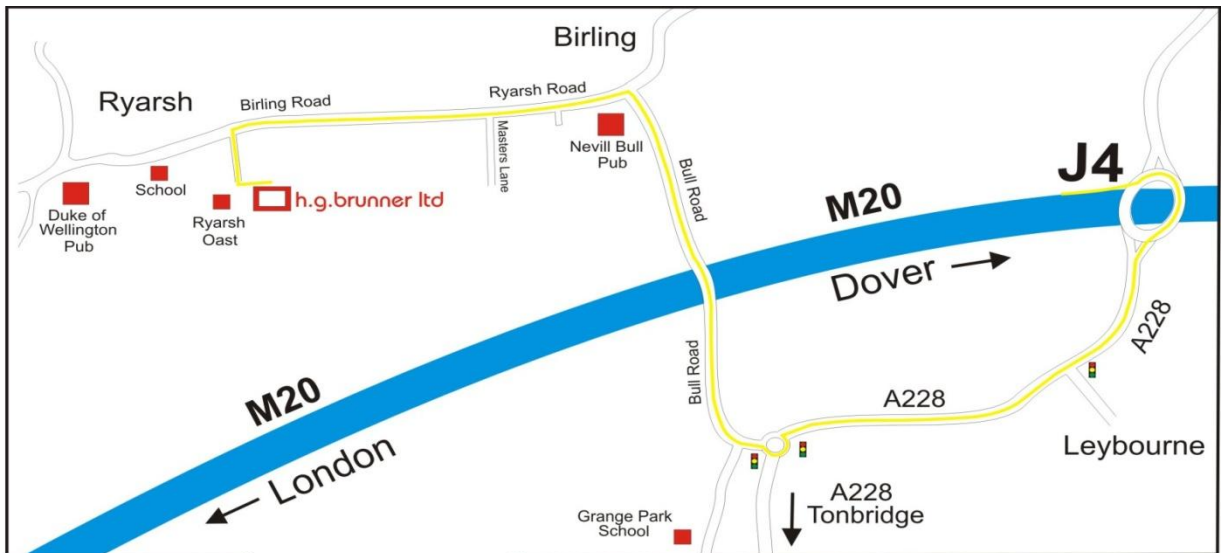 Birling
Ryarsh
Birling Road
Ryarsh Road
Masters Lane
Nevill Bull
Pub
Bull Road
School
Duke of
Wellington
Pub
Ryarsh
Oast
h.g.brunner ltd
M20
J4
Dover
A228
M20
London
Bull Road
A228
Leybourne
A228
Tonbridge
Grange Park
School